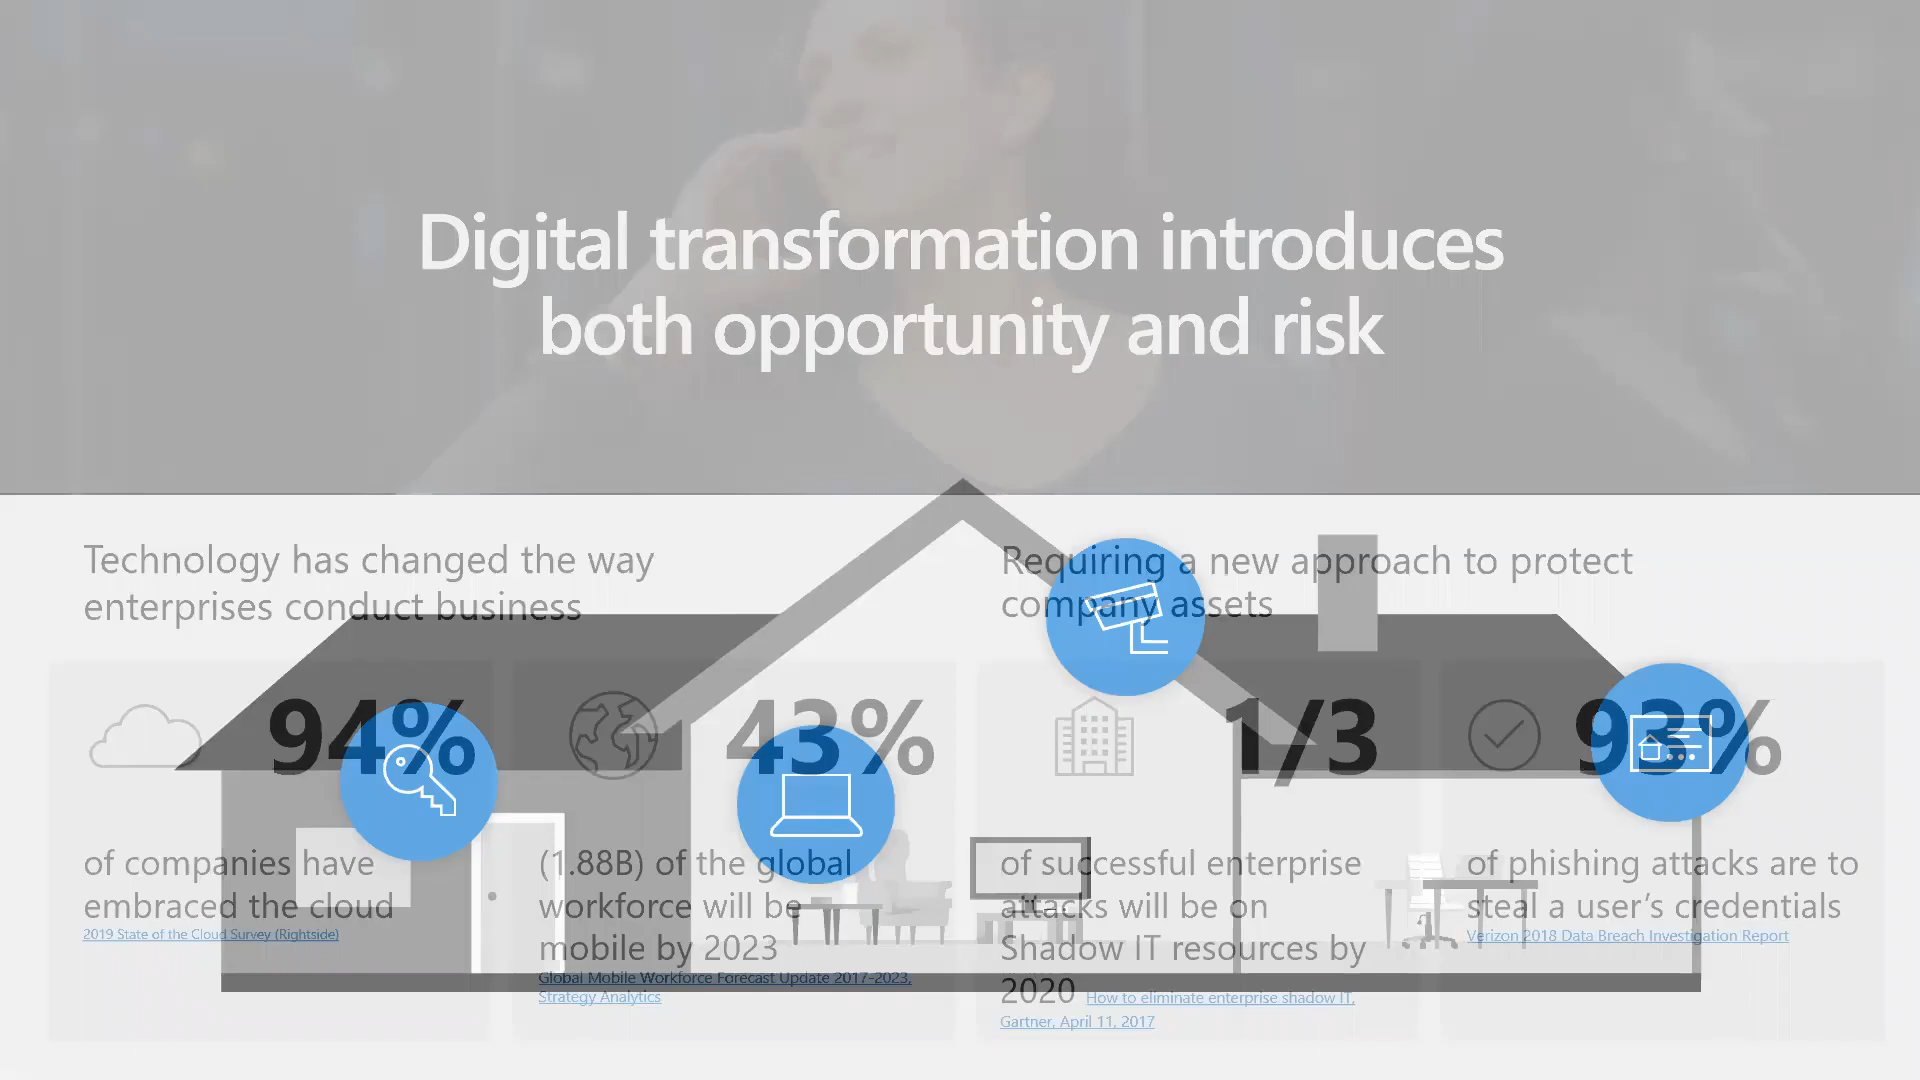 Digital transformation introduces
both opportunity and risk
Technology has changed the way
enterprises conduct business
Requiring a new approach to protect
company assets
94%
of companies have
embraced the cloud
2019 State of the Cloud Survey (Rightside)
43%
(1.88B) of the global
workforce will be
mobile by 2023
Global Mobile Workforce Forecast Update 2017-2023,
Strategy Analytics
1/3
of successful enterprise
attacks will be on
Shadow IT resources by
2020 How to eliminate enterprise shadow IT,
Gartner, April 11, 2017
93%
of phishing attacks are to
steal a user’s credentials
Verizon 2018 Data Breach Investigation Report